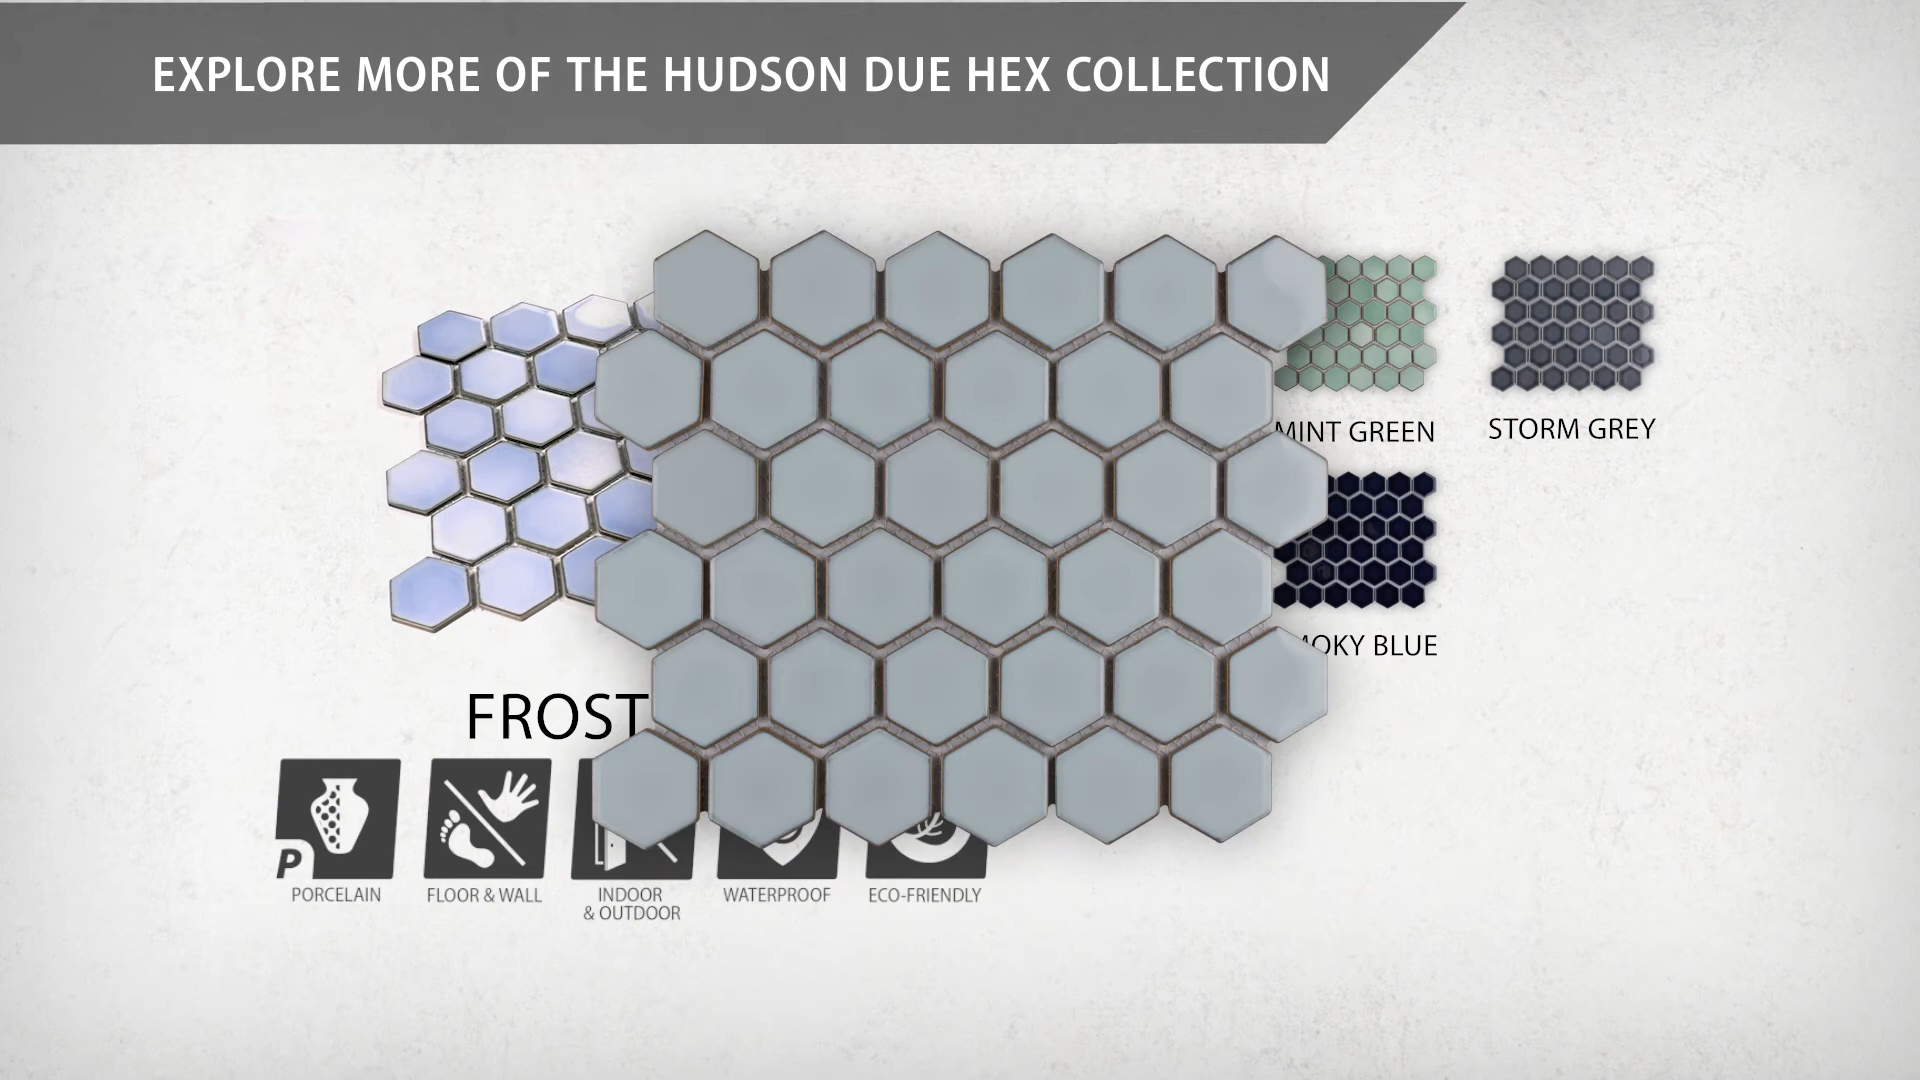 EXPLORE MORE OF THE HUDSON DUE HEX COLLECTION
MINT GREEN
STORM GREY
BLUE
FROST
P
PORCELAIN
FLOOR & WALL
INDOOR
& OUTDOOR
WATERPROOF
ECO-FRIENDLY